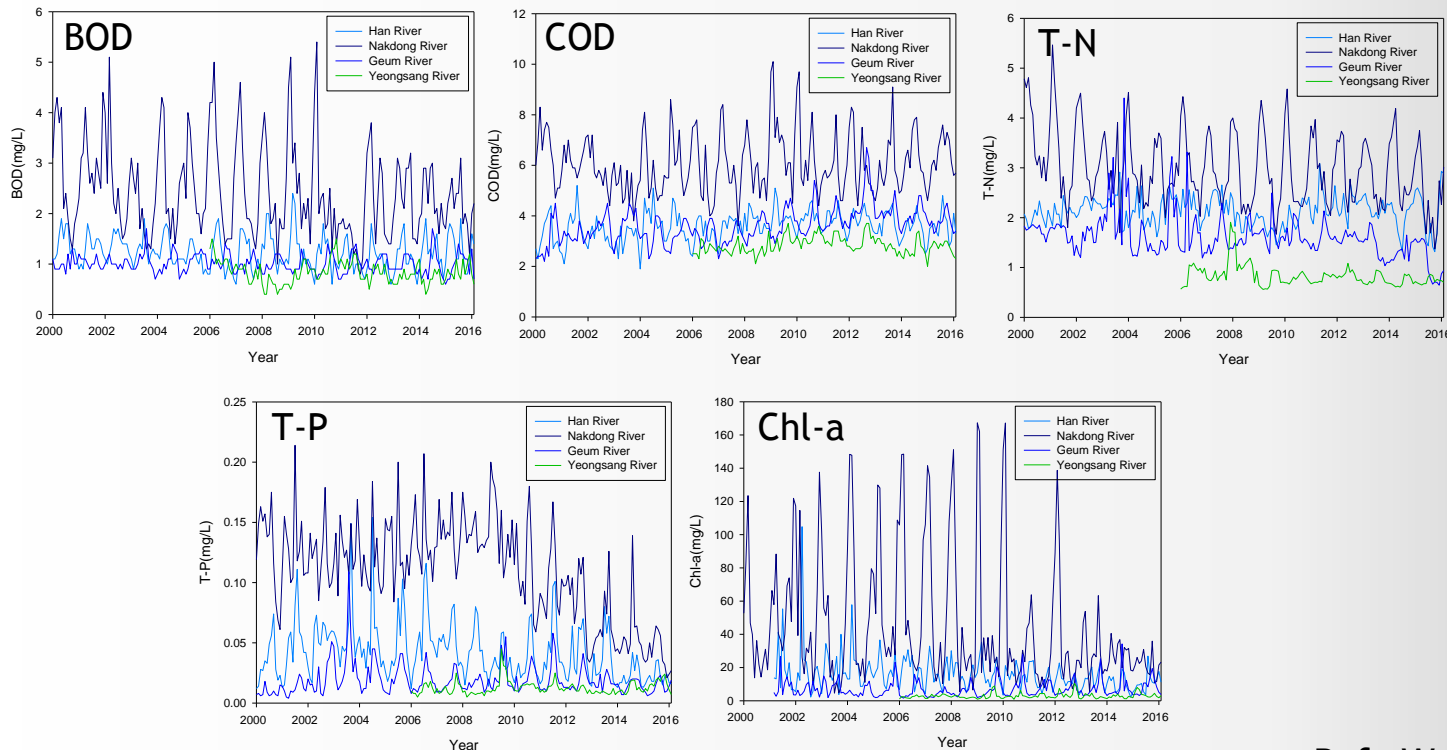 BOD
Han River
Nakdong River
Geum River
Yeongsang River
6
5
4
3
2
1
0
BOD(mg/L)
2000 2002 2004 2006 2008 2010 2012 2014 2016
Year
COD
Han River
Nakdong River
Geum River
Yeongsang River
12
10
8
6
4
2
0
COD(mg/L)
2000 2002 2004 2006 2008 2010 2012 2014 2016
Year
T-N
Han River
Nakdong River
Geum River
Yeongsang River
6
5
4
3
2
1
0
T-N(mg/L)
2000 2002 2004 2006 2008 2010 2012 2014 2016
Year
T-P
Han River
Nakdong River
Geum River
Yeongsang River
0.25
0.20
0.15
0.10
0.05
0.00
T-P(mg/L)
2000 2002 2004 2006 2008 2010 2012 2014 2016
Year
Chl-a
Han River
Nakdong River
Geum River
Yeongsang River
180
160
140
120
100
80
60
40
20
0
Chl-a(mg/L)
2000 2002 2004 2006 2008 2010 2012 2014 2016
Year